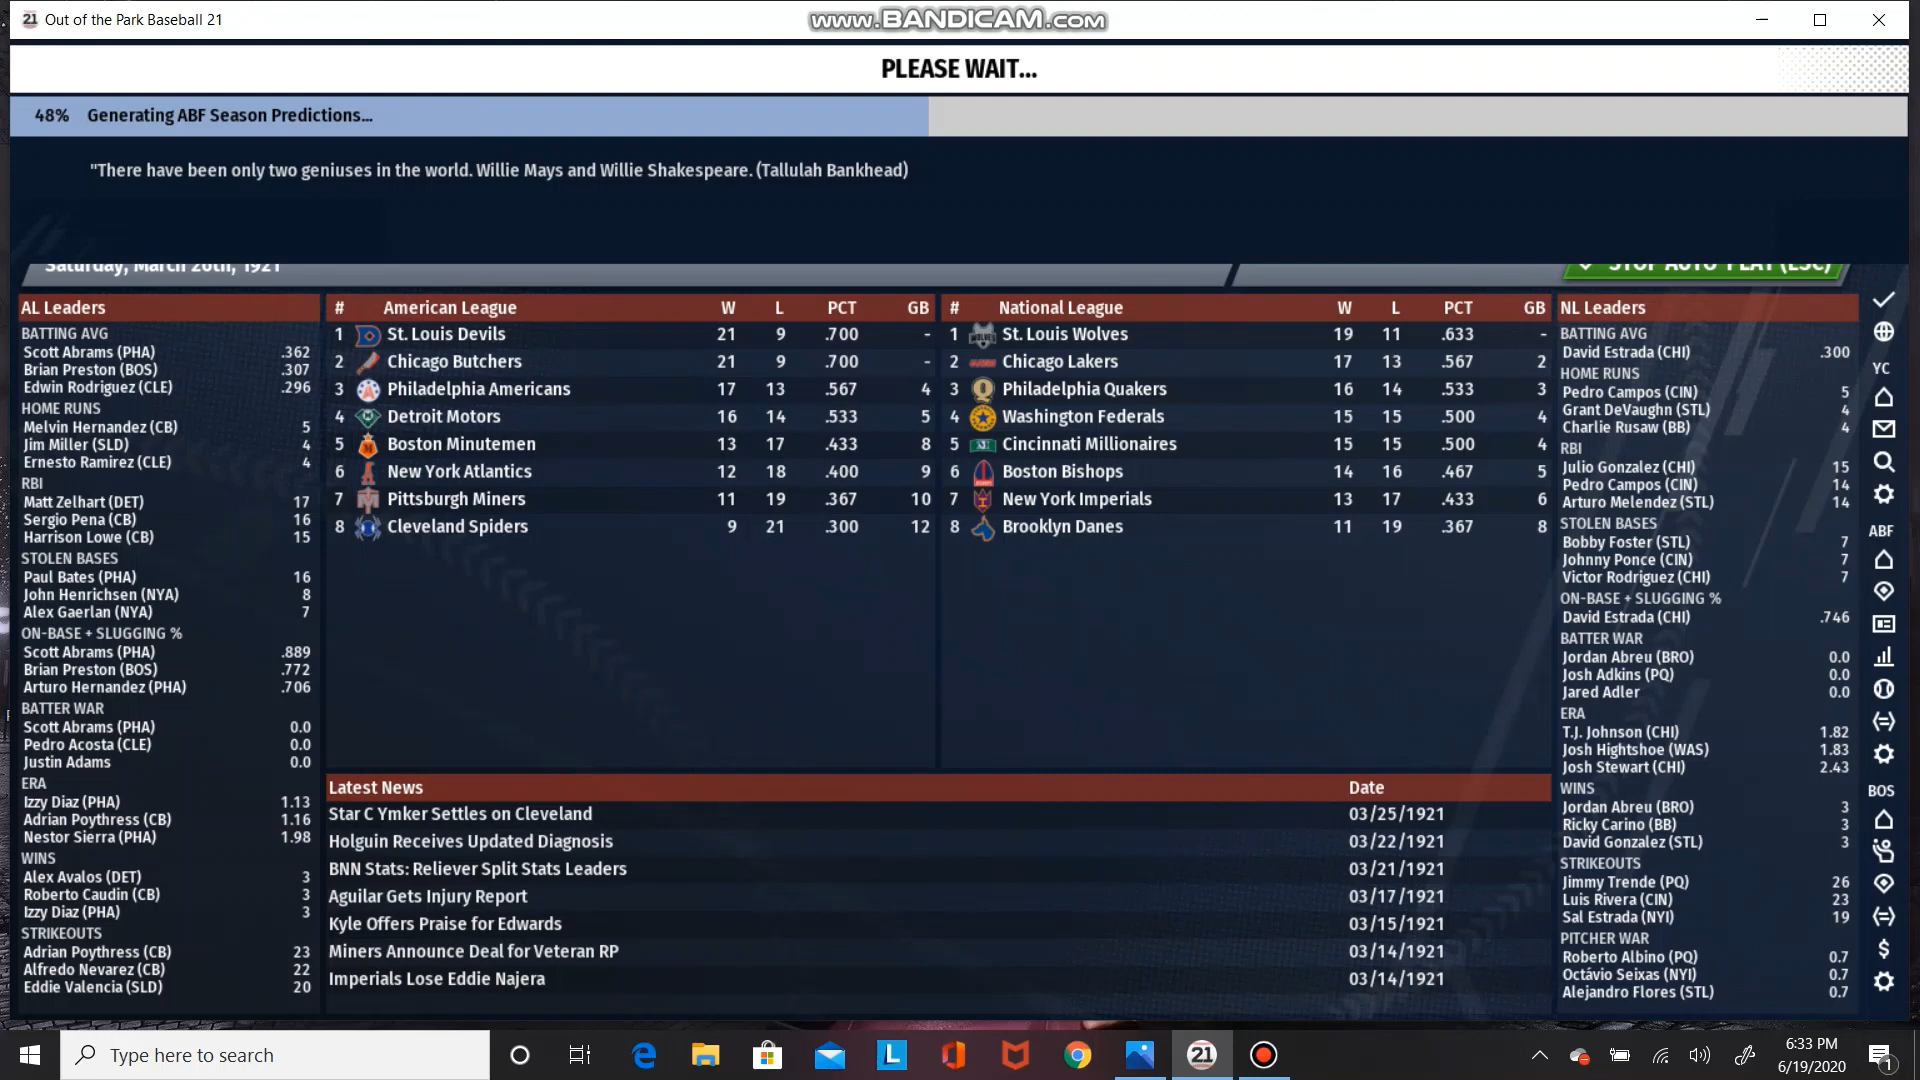 21 Out of the Park Baseball 21
www.BANDICAM.com
PLEASE WAIT...
48% Generating ABF Season Predictions...
"There have been only two geniuses in the world. Willie Mays and Willie Shakespeare. (Tallulah Bankhead)
Saturday, March 26th, 1921
STOP AUTO-PLAY (ESC)
AL Leaders
BATTING AVG
Scott Abrams (PHA) .362
Brian Preston (BOS) .307
Edwin Rodriguez (CLE) .296
HOME RUNS
Melvin Hernandez (CB) 5
Jim Miller (SLD) 4
Ernesto Ramirez (CLE) 4
RBI
Matt Zelhart (DET) 17
Sergio Pena (CB) 16
Harrison Lowe (CB) 15
STOLEN BASES
Paul Bates (PHA) 16
John Henrichsen (NYA) 8
Alex Gaerlan (NYA) 7
ON-BASE + SLUGGING %
Scott Abrams (PHA) .889
Brian Preston (BOS) .772
Arturo Hernandez (PHA) .706
BATTER WAR
Scott Abrams (PHA) 0.0
Pedro Acosta (CLE) 0.0
Justin Adams 0.0
ERA
Izzy Diaz (PHA) 1.13
Adrian Poythress (CB) 1.16
Nestor Sierra (PHA) 1.98
WINS
Alex Avalos (DET) 3
Roberto Caudin (CB) 3
Izzy Diaz (PHA) 3
STRIKEOUTS
Adrian Poythress (CB) 23
Alfredo Nevarez (CB) 22
Eddie Valencia (SLD) 20
# American League W L PCT GB
1 St. Louis Devils 21 9 .700 -
2 Chicago Butchers 21 9 .700 -
3 Philadelphia Americans 17 13 .567 4
4 Detroit Motors 16 14 .533 5
5 Boston Minutemen 13 17 .433 8
6 New York Atlantics 12 18 .400 9
7 Pittsburgh Miners 11 19 .367 10
8 Cleveland Spiders 9 21 .300 12
# National League W L PCT GB
1 St. Louis Wolves 19 11 .633 -
2 Chicago Lakers 17 13 .567 2
3 Philadelphia Quakers 16 14 .533 3
4 Washington Federals 15 15 .500 4
5 Cincinnati Millionaires 15 15 .500 4
6 Boston Bishops 14 16 .467 5
7 New York Imperials 13 17 .433 6
8 Brooklyn Danes 11 19 .367 8
Latest News Date
Star C Ymker Settles on Cleveland 03/25/1921
Holguin Receives Updated Diagnosis 03/22/1921
BNN Stats: Reliever Split Stats Leaders 03/21/1921
Aguilar Gets Injury Report 03/17/1921
Kyle Offers Praise for Edwards 03/15/1921
Miners Announce Deal for Veteran RP 03/14/1921
Imperials Lose Eddie Najera 03/14/1921
NL Leaders
BATTING AVG
David Estrada (CHI) .300
HOME RUNS
Pedro Campos (CIN) 5
Grant DeVaughn (STL) 4
Charlie Rusaw (BB) 4
RBI
Julio Gonzalez (CHI) 15
Pedro Campos (CIN) 14
Arturo Melendez (STL) 14
STOLEN BASES
Bobby Foster (STL) 7
Johnny Ponce (CIN) 7
Victor Rodriguez (CHI) 7
ON-BASE + SLUGGING %
David Estrada (CHI) .746
BATTER WAR
Jordan Abreu (BRO) 0.0
Josh Adkins (PQ) 0.0
Jared Adler 0.0
ERA
T.J. Johnson (CHI) 1.82
Josh Hightshoe (WAS) 1.83
Josh Stewart (CHI) 2.43
WINS
Jordan Abreu (BRO) 3
Ricky Carino (BB) 3
David Gonzalez (STL) 3
STRIKEOUTS
Jimmy Trende (PQ) 26
Luis Rivera (CIN) 23
Sal Estrada (NYI) 19
PITCHER WAR
Roberto Albino (PQ) 0.7
Octávio Seixas (NYI) 0.7
Alejandro Flores (STL) 0.7
YC
ABF
BOS
Type here to search
L
21
6:33 PM
6/19/2020
1